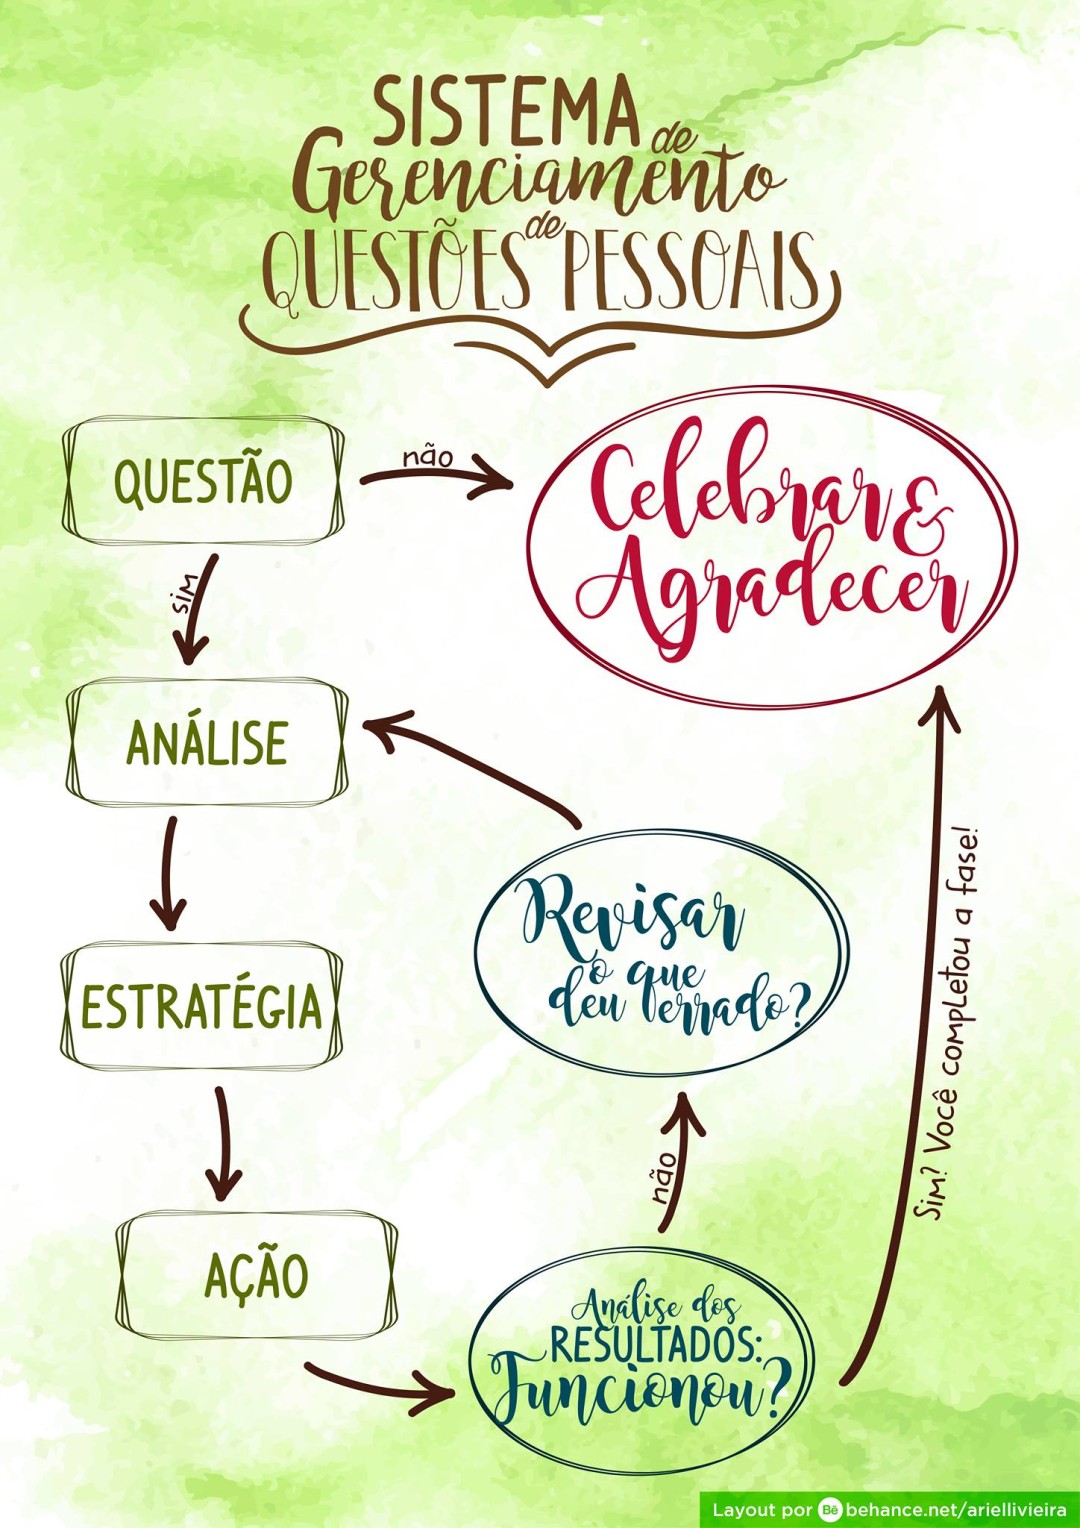 SISTEMA de
Gerenciamento
de
QUESTÕES PESSOAIS
QUESTÃO
não
Celebrar &
Agradecer
sim
ANÁLISE
ESTRATÉGIA
Revisar
o que
deu errado?
não
Sim? Você completou a fase!
AÇÃO
Análise dos
RESULTADOS:
Funcionou?
Layout por Bē behance.net/ariellivieira